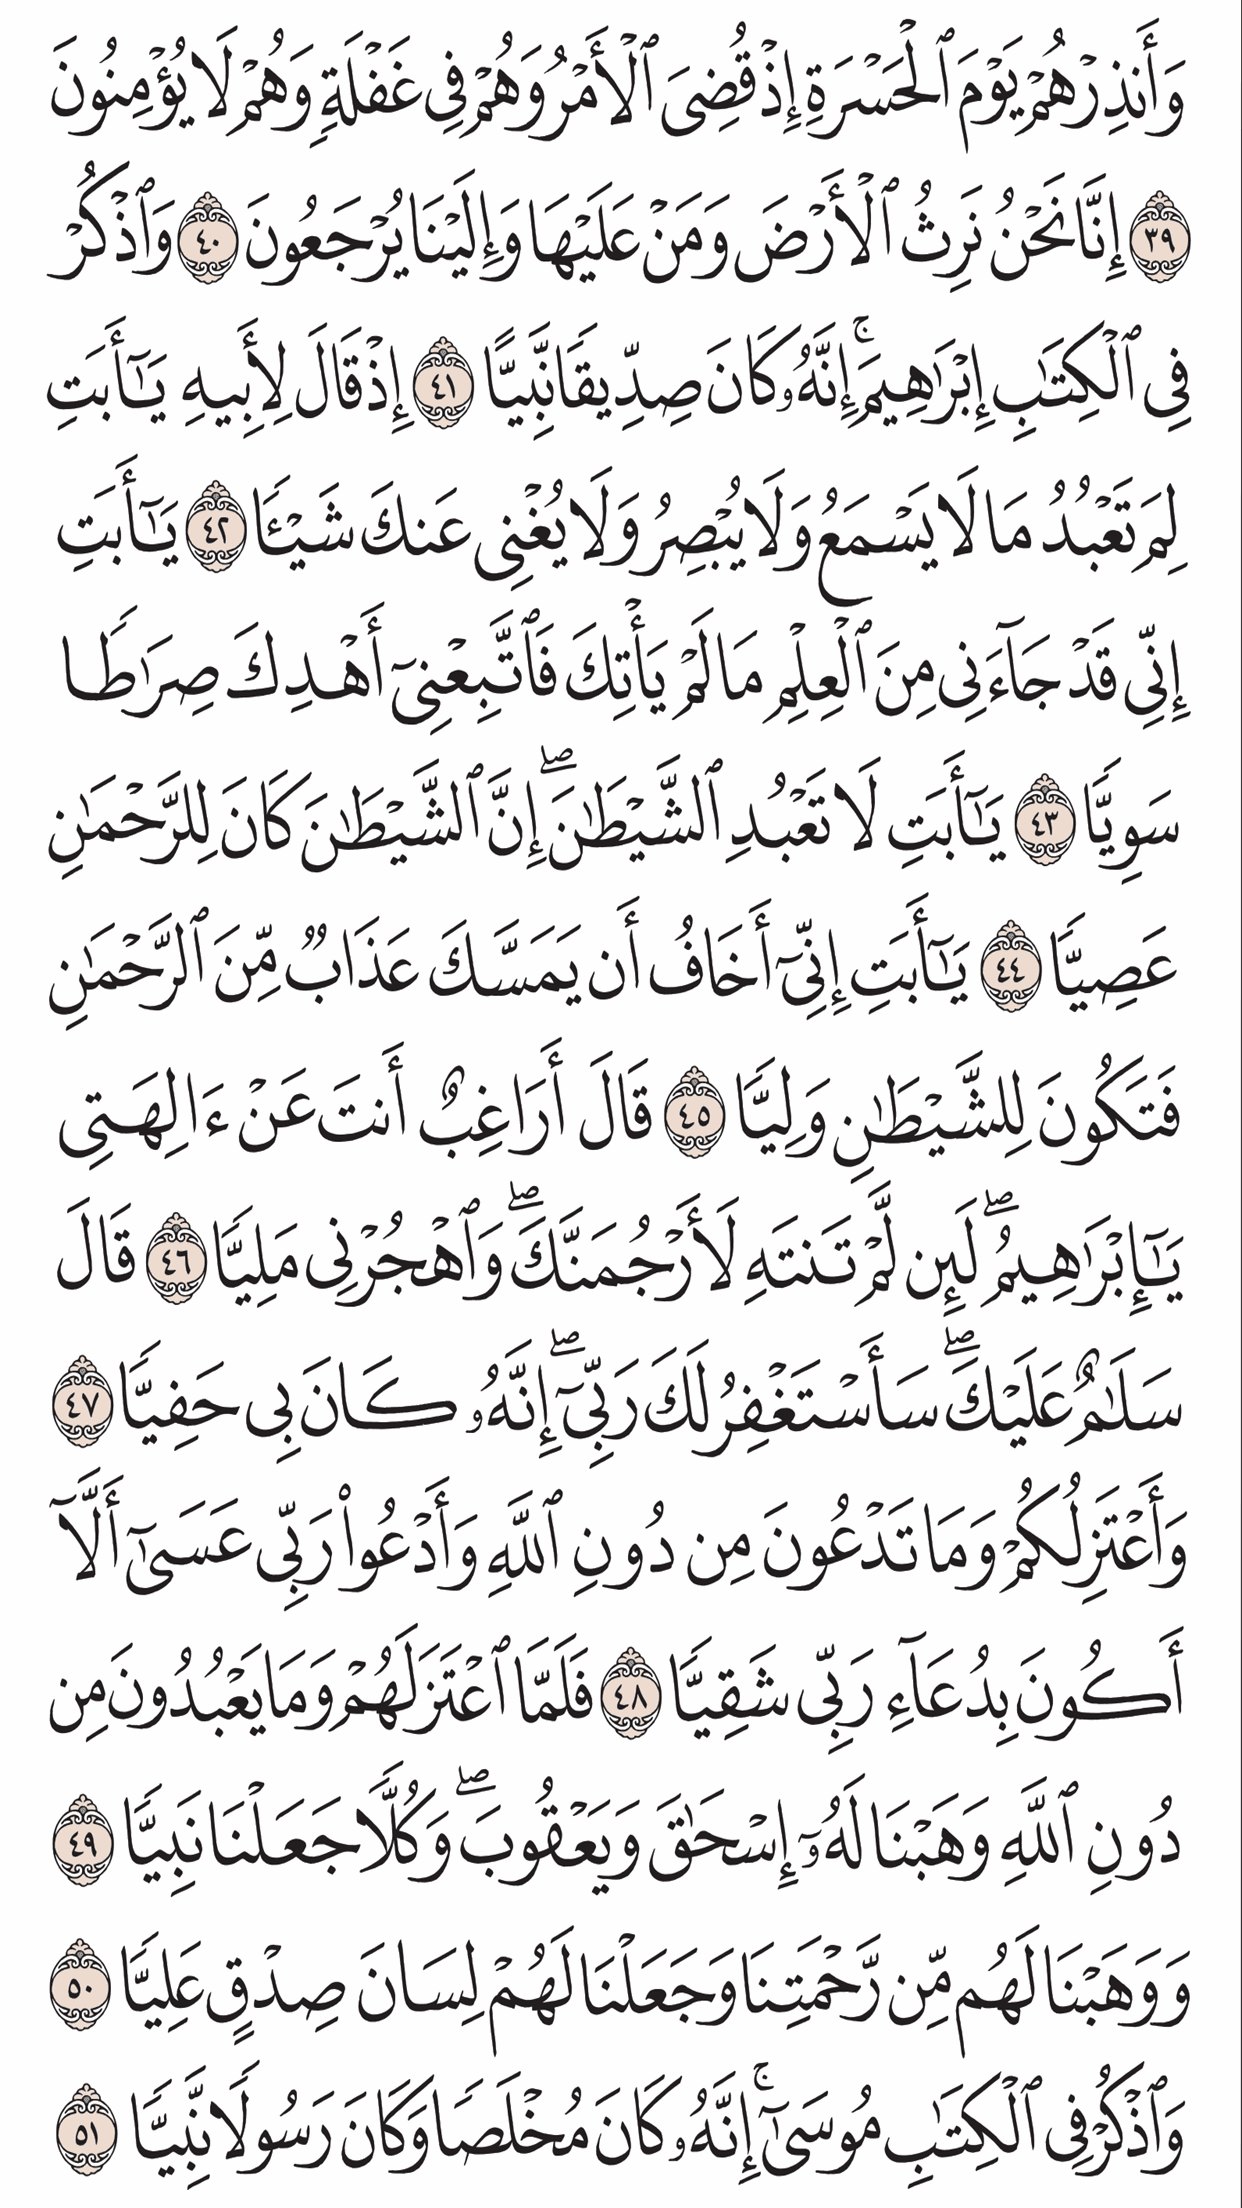 وَأَنذِرْهُمْ يَوْمَ ٱلْحَسْرَةِ إِذْ قُضِىَ ٱلْأَمْرُ وَهُمْ فِى غَفْلَةٍ وَهُمْ لَا يُؤْمِنُونَ
٣٩ إِنَّا نَحْنُ نَرِثُ ٱلْأَرْضَ وَمَنْ عَلَيْهَا وَإِلَيْنَا يُرْجَعُونَ ٤٠ وَٱذْكُرْ
فِى ٱلْكِتَٰبِ إِبْرَٰهِيمَ ۚ إِنَّهُۥ كَانَ صِدِّيقًا نَّبِيًّا ٤١ إِذْ قَالَ لِأَبِيهِ يَٰٓأَبَتِ
لِمَ تَعْبُدُ مَا لَا يَسْمَعُ وَلَا يُبْصِرُ وَلَا يُغْنِى عَنكَ شَيْـًٔا ٤٢ يَٰٓأَبَتِ
إِنِّى قَدْ جَآءَنِى مِنَ ٱلْعِلْمِ مَا لَمْ يَأْتِكَ فَٱتَّبِعْنِىٓ أَهْدِكَ صِرَٰطًا
سَوِيًّا ٤٣ يَٰٓأَبَتِ لَا تَعْبُدِ ٱلشَّيْطَٰنَ ۖ إِنَّ ٱلشَّيْطَٰنَ كَانَ لِلرَّحْمَٰنِ
عَصِيًّا ٤٤ يَٰٓأَبَتِ إِنِّىٓ أَخَافُ أَن يَمَسَّكَ عَذَابٌ مِّنَ ٱلرَّحْمَٰنِ
فَتَكُونَ لِلشَّيْطَٰنِ وَلِيًّا ٤٥ قَالَ أَرَاغِبٌ أَنتَ عَنْ ءَالِهَتِى
يَٰٓإِبْرَٰهِيمُ ۖ لَئِن لَّمْ تَنتَهِ لَأَرْجُمَنَّكَ ۖ وَٱهْجُرْنِى مَلِيًّا ٤٦ قَالَ
سَلَٰمٌ عَلَيْكَ ۖ سَأَسْتَغْفِرُ لَكَ رَبِّىٓ ۖ إِنَّهُۥ كَانَ بِى حَفِيًّا ٤٧
وَأَعْتَزِلُكُمْ وَمَا تَدْعُونَ مِن دُونِ ٱللَّهِ وَأَدْعُوا۟ رَبِّى عَسَىٰٓ أَلَّآ
أَكُونَ بِدُعَآءِ رَبِّى شَقِيًّا ٤٨ فَلَمَّا ٱعْتَزَلَهُمْ وَمَا يَعْبُدُونَ مِن
دُونِ ٱللَّهِ وَهَبْنَا لَهُۥٓ إِسْحَٰقَ وَيَعْقُوبَ ۖ وَكُلًّا جَعَلْنَا نَبِيًّا ٤٩
وَوَهَبْنَا لَهُم مِّن رَّحْمَتِنَا وَجَعَلْنَا لَهُمْ لِسَانَ صِدْقٍ عَلِيًّا ٥٠
وَٱذْكُرْ فِى ٱلْكِتَٰبِ مُوسَىٰٓ ۚ إِنَّهُۥ كَانَ مُخْلَصًا وَكَانَ رَسُولًا نَّبِيًّا ٥١